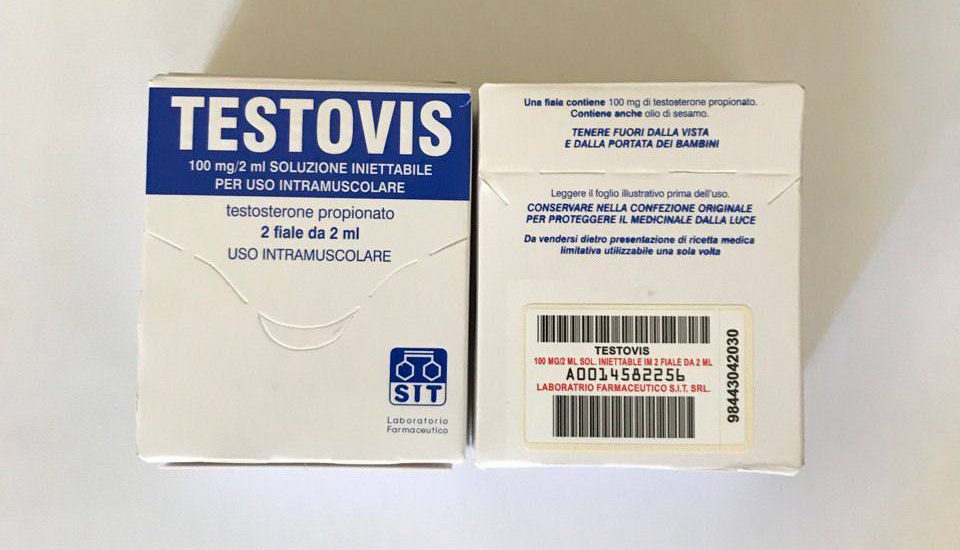 TESTOVIS
100 mg/2 ml SOLUZIONE INIETTABILE
PER USO INTRAMUSCOLARE
testosterone propionato
2 fiale da 2 ml
USO INTRAMUSCOLARE
SIT
Laboratorio
Farmaceutico
Una fiala contiene 100 mg di testosterone propionato.
Contiene anche olio di sesamo.
TENERE FUORI DALLA VISTA
E DALLA PORTATA DEI BAMBINI
Leggere il foglio illustrativo prima dell'uso.
CONSERVARE NELLA CONFEZIONE ORIGINALE
PER PROTEGGERE IL MEDICINALE DALLA LUCE
Da vendersi dietro presentazione di ricetta medica
limitativa utilizzabile una sola volta
TESTOVIS
100 MG/2 ML SOL. INIETTABILE IM 2 FIALE DA 2 ML
A0014582256
LABORATRIO FARMACEUTICO S.I.T. SRL.
98443042030